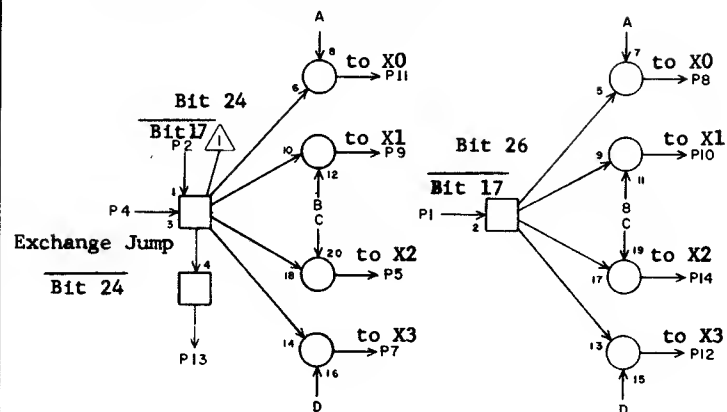 A
8
6
to X0
P11
Bit 24
Bit 17
P2
1
1
10
12
to X1
P9
P4
3
B
C
Exchange Jump
4
Bit 24
18
20
to X2
P5
P13
14
16
to X3
P7
D
A
7
5
to X0
P8
Bit 26
Bit 17
9
11
to X1
P10
P1
2
B
C
17
19
to X2
P14
13
15
to X3
P12
D